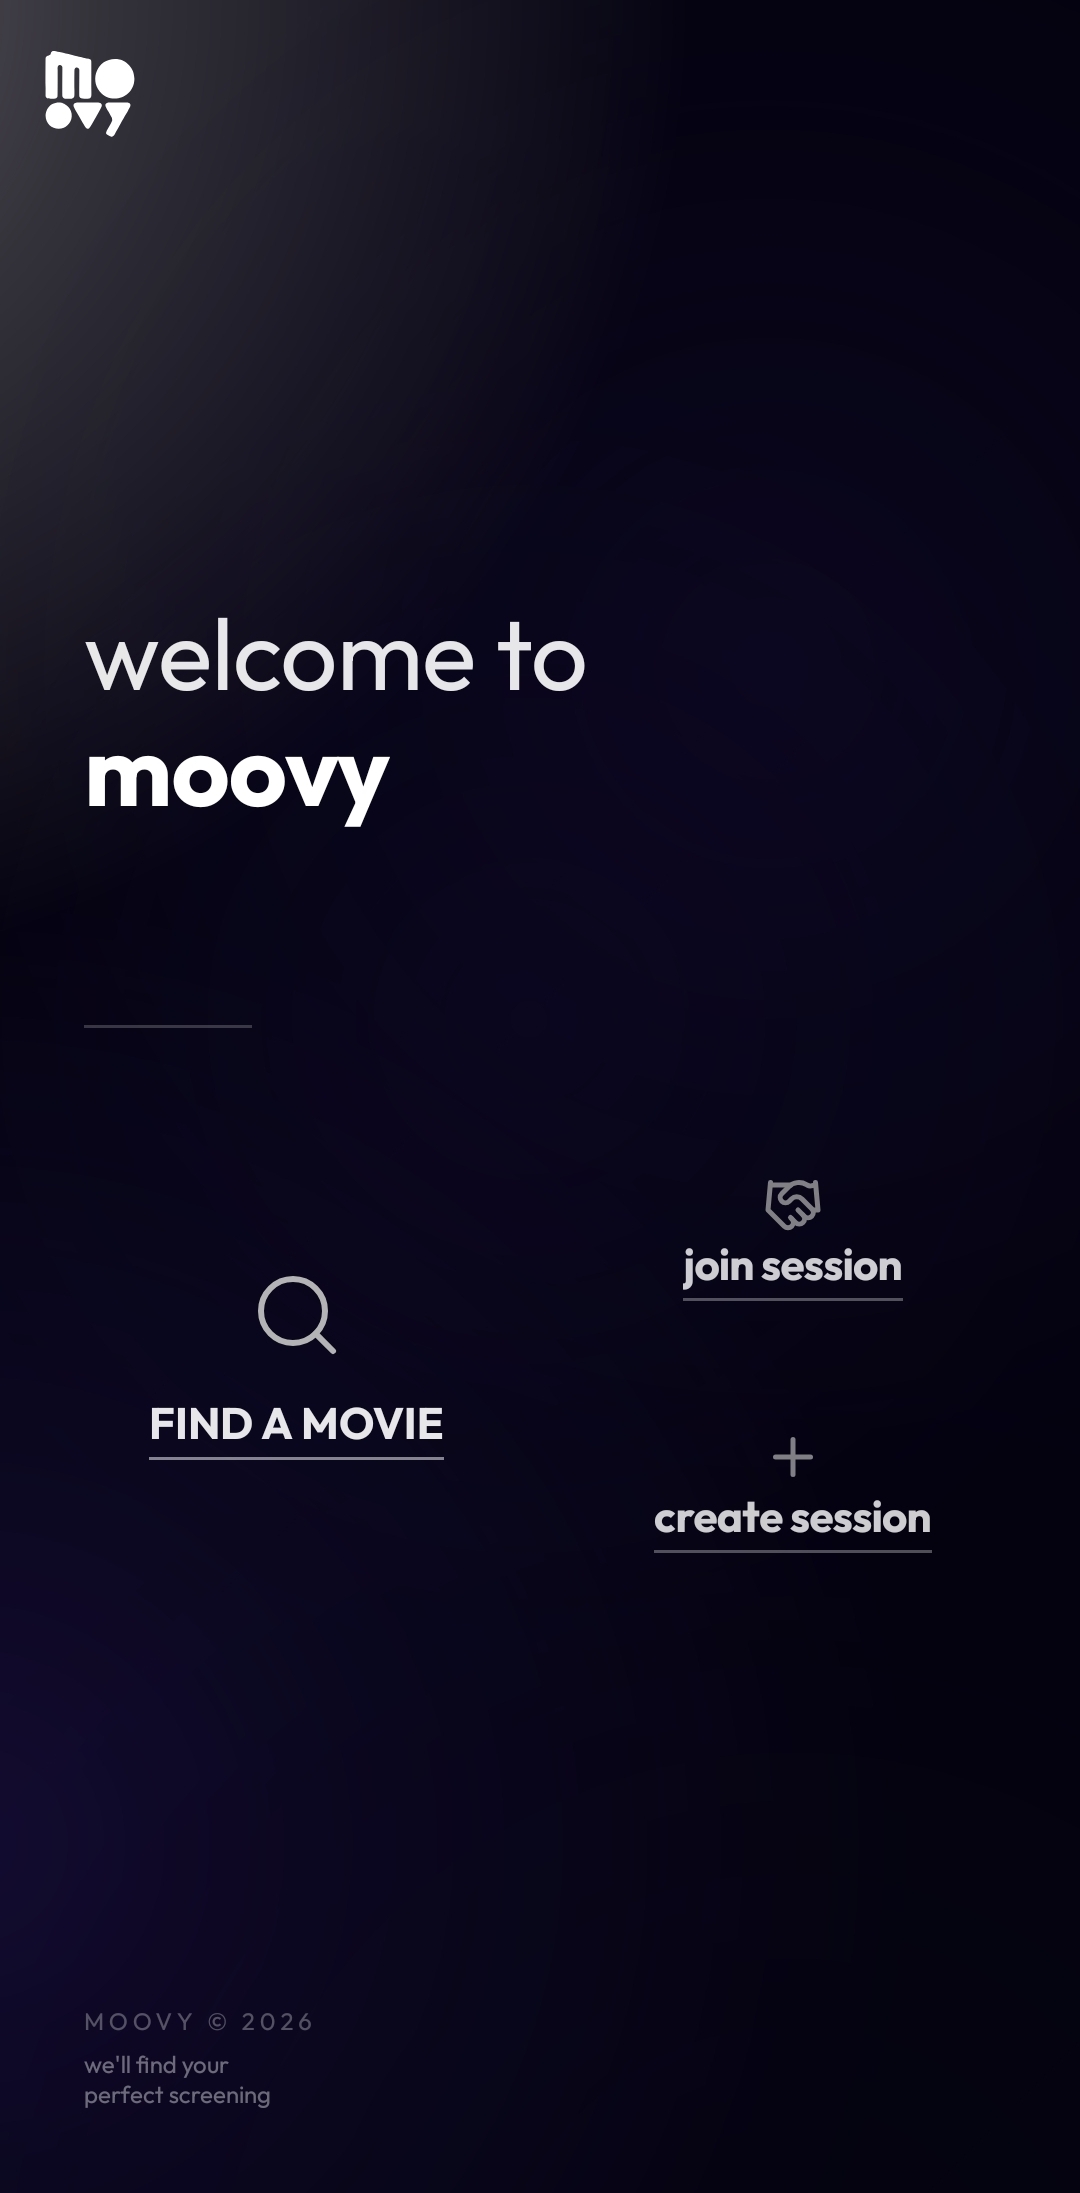 mo
ovy
welcome to
moovy
join session
FIND A MOVIE
create session
MOOVY © 2026
we'll find your
perfect screening